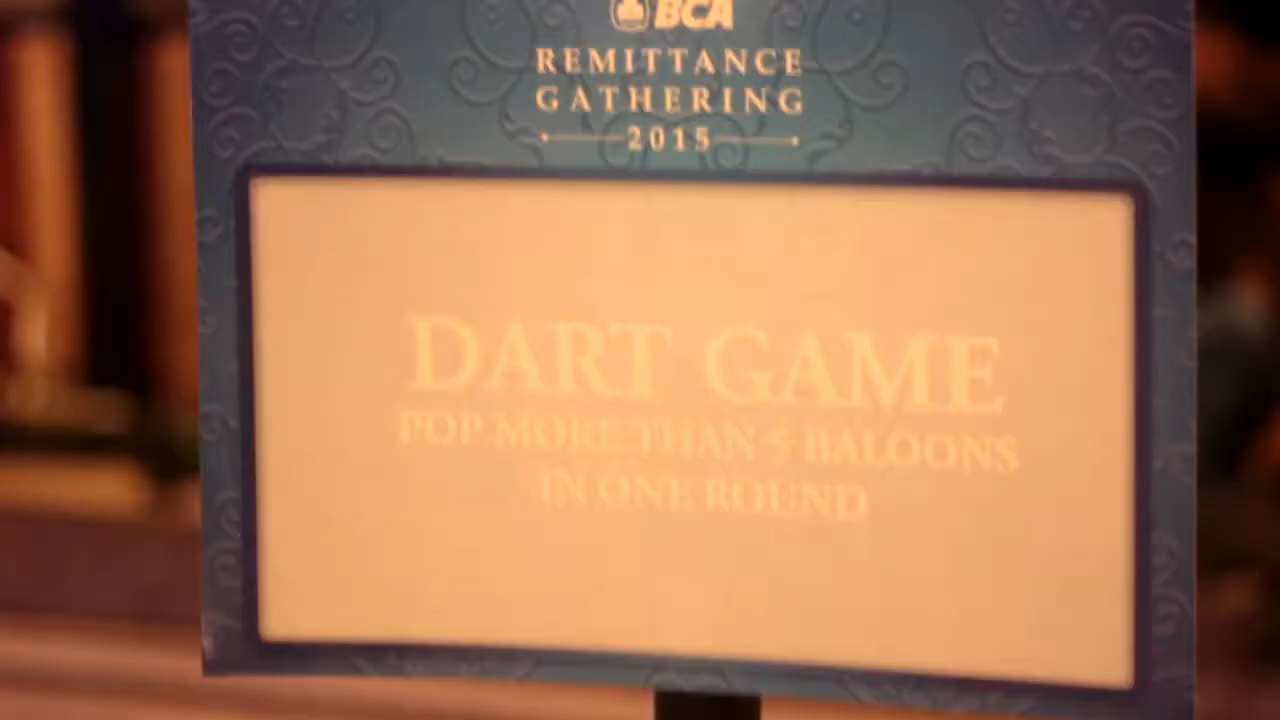 BCA
REMITTANCE
GATHERING
2015
DART GAME
POP MORE THAN 5 BALOONS
IN ONE ROUND